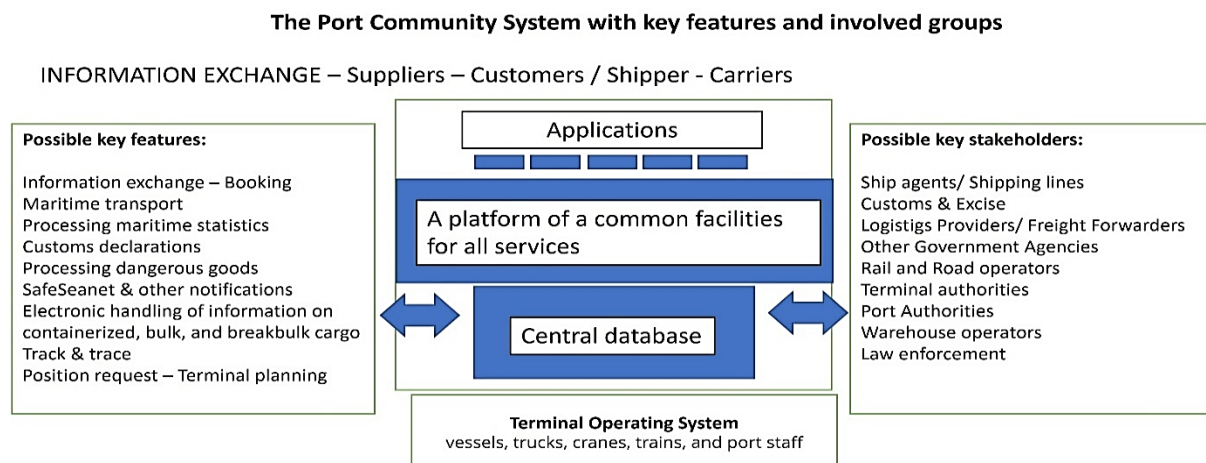 The Port Community System with key features and involved groups
INFORMATION EXCHANGE – Suppliers – Customers / Shipper - Carriers
Possible key features:
Information exchange – Booking
Maritime transport
Processing maritime statistics
Customs declarations
Processing dangerous goods
SafeSeanet & other notifications
Electronic handling of information on
containerized, bulk, and breakbulk cargo
Track & trace
Position request – Terminal planning
Applications
A platform of a common facilities
for all services
Central database
Possible key stakeholders:
Ship agents/ Shipping lines
Customs & Excise
Logistigs Providers/ Freight Forwarders
Other Government Agencies
Rail and Road operators
Terminal authorities
Port Authorities
Warehouse operators
Law enforcement
Terminal Operating System
vessels, trucks, cranes, trains, and port staff